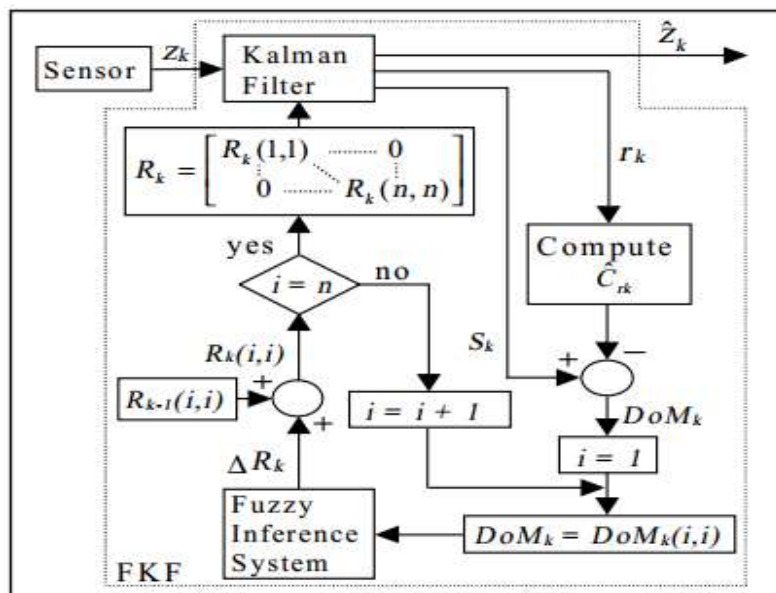 Sensor
z_k
Kalman
Filter
ẑ_k
R_k = [ R_k(1,1) ........ 0
0 ........ R_k(n,n) ]
r_k
yes
no
i = n
Compute
Ĉ_rk
S_k
+
−
R_k(i,i)
R_k-1(i,i)
+
+
i = i + 1
DoM_k
i = 1
ΔR_k
Fuzzy
Inference
System
DoM_k = DoM_k(i,i)
FKF